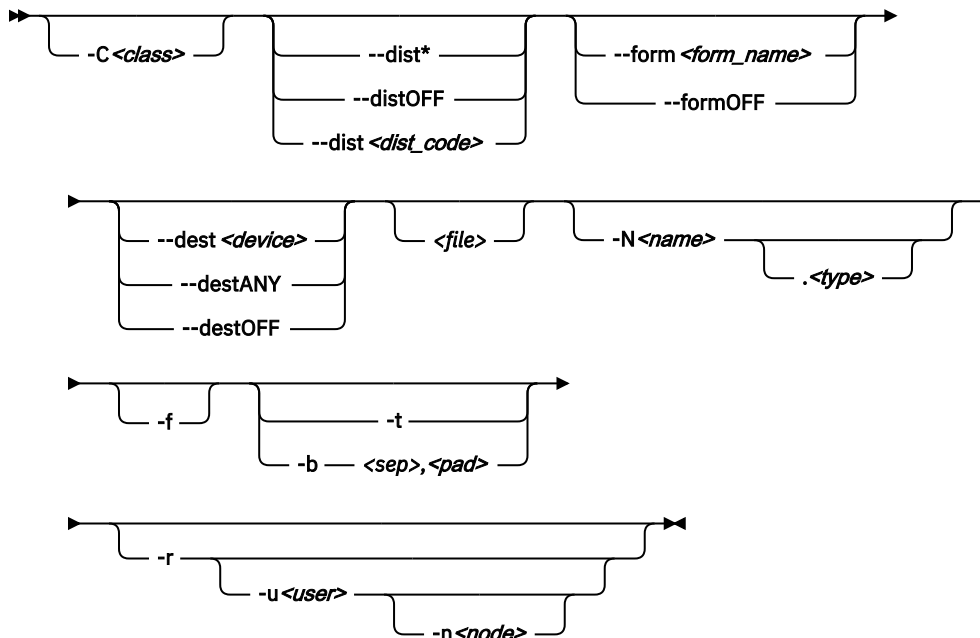 -C<class> --dist* --form<form_name>
--distOFF --formOFF
--dist<dist_code>
--dest<device> <file> -N<name>
--destANY .<type>
--destOFF
-f -t
-b <sep>,<pad>
-r
-u<user>
-n<node>